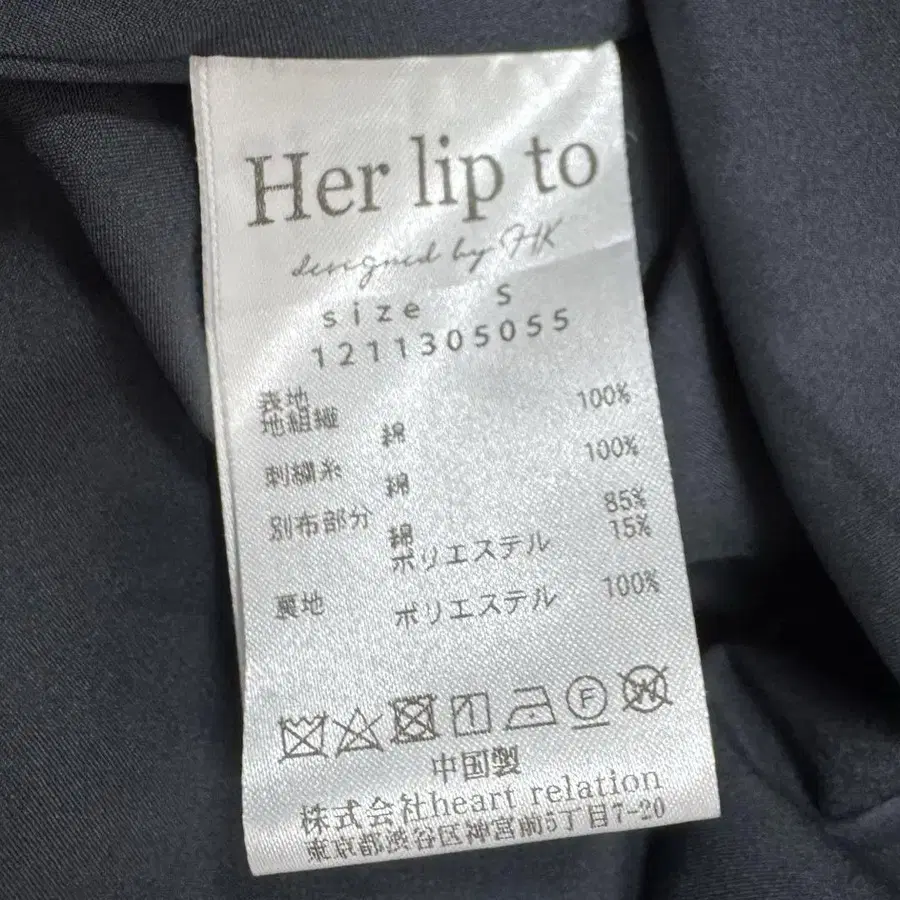 Her lip to
designed by HK
size S
1211305055
表地
地組織 綿 100%
刺繍糸 綿 100%
別布部分 綿 85%
ポリエステル 15%
裏地 ポリエステル 100%
F W
中国製
株式会社heart relation
東京都渋谷区神宮前5丁目7-20